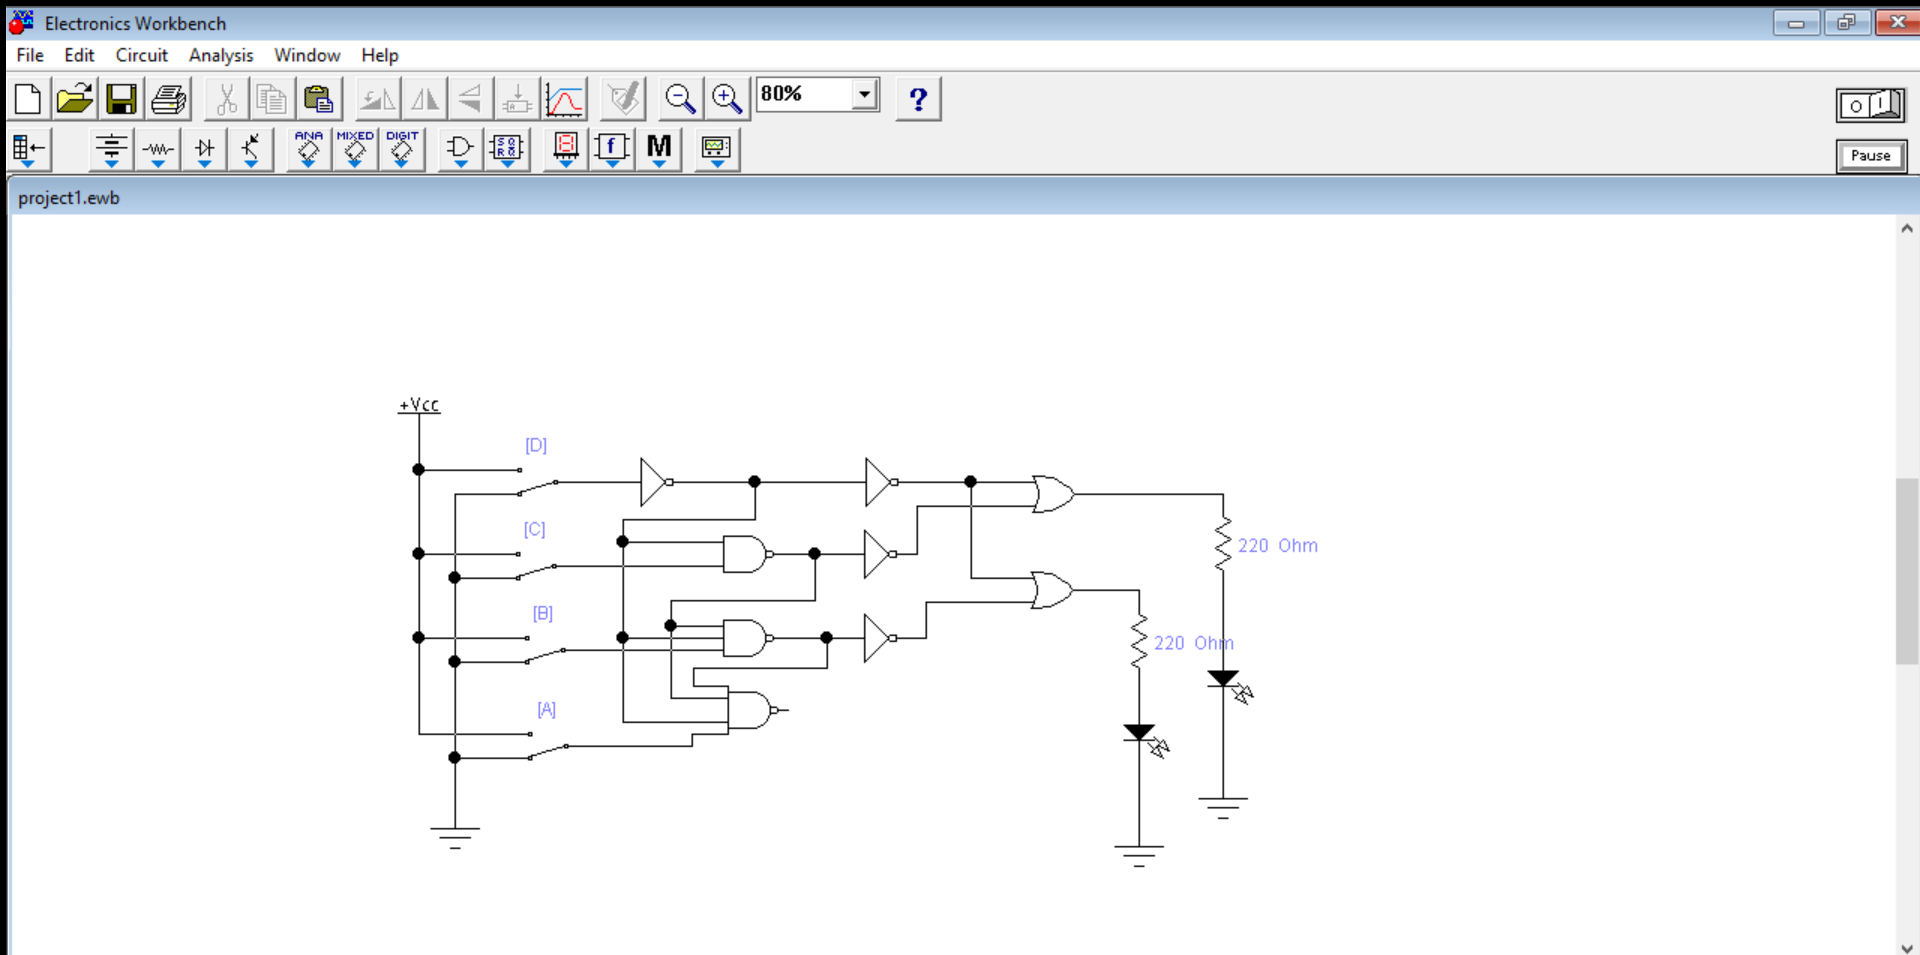 Electronics Workbench
File Edit Circuit Analysis Window Help
80%
?
ANA MIXED DIGIT
f M
Pause
project1.ewb
+Vcc
[D]
[C]
220 Ohm
[B]
220 Ohm
[A]